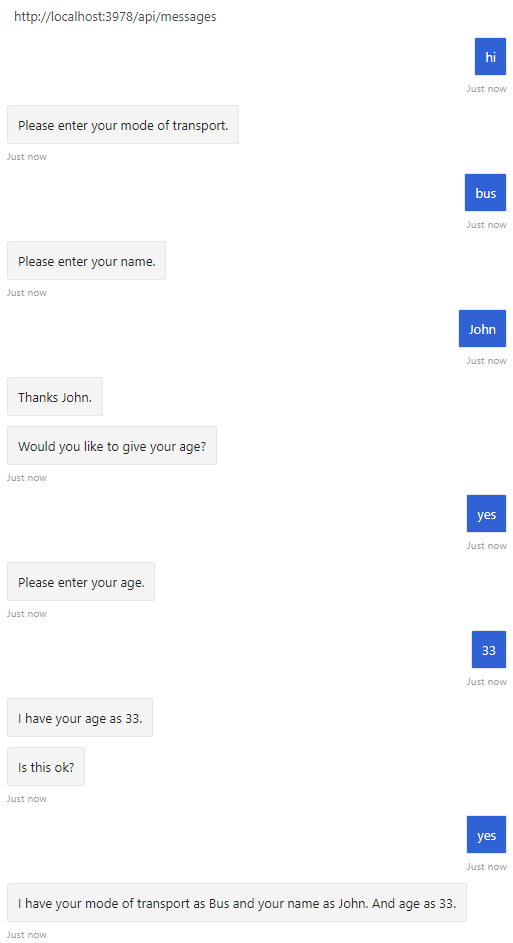 http://localhost:3978/api/messages
hi
Just now
Please enter your mode of transport.
Just now
bus
Just now
Please enter your name.
Just now
John
Just now
Thanks John.
Would you like to give your age?
Just now
yes
Just now
Please enter your age.
Just now
33
Just now
I have your age as 33.
Is this ok?
Just now
yes
Just now
I have your mode of transport as Bus and your name as John. And age as 33.
Just now